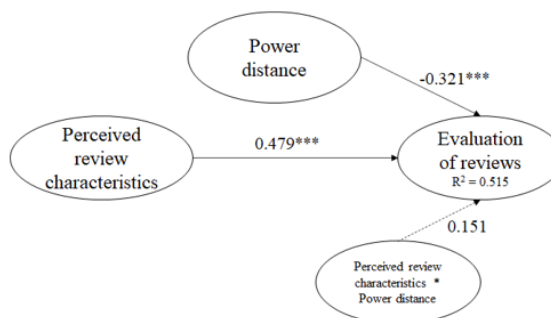 Power
distance
-0.321***
Perceived
review
characteristics
0.479***
Evaluation
of reviews
R² = 0.515
0.151
Perceived review
characteristics *
Power distance